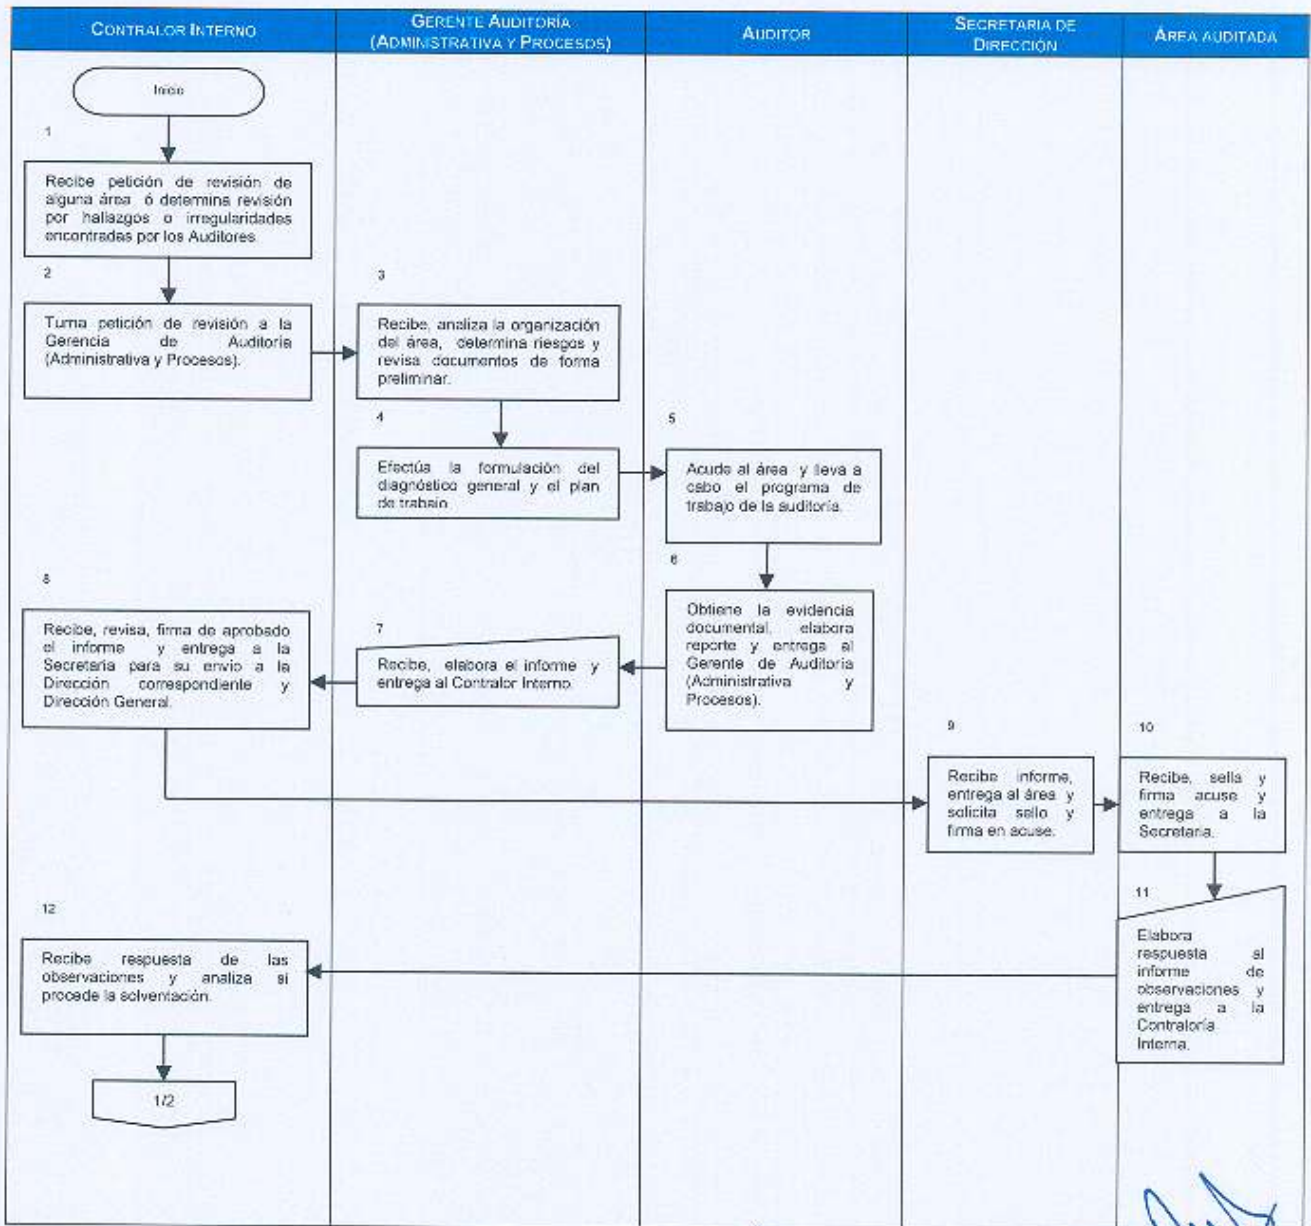 CONTRALOR INTERNO
GERENTE AUDITORÍA
(ADMINISTRATIVA Y PROCESOS)
AUDITOR
SECRETARIA DE
DIRECCIÓN
ÁREA AUDITADA
Inicio
1
Recibe petición de revisión de
alguna área ó determina revisión
por hallazgos o irregularidades
encontradas por los Auditores.
2
Turna petición de revisión a la
Gerencia de Auditoría
(Administrativa y Procesos).
3
Recibe, analiza la organización
del área, determina riesgos y
revisa documentos de forma
preliminar.
4
Efectúa la formulación del
diagnóstico general y el plan
de trabajo.
5
Acude al área y lleva a
cabo el programa de
trabajo de la auditoría.
6
Obtiene la evidencia
documental, elabora
reporte y entrega al
Gerente de Auditoría
(Administrativa y
Procesos).
7
Recibe, elabora el informe y
entrega al Contralor Interno.
8
Recibe, revisa, firma de aprobado
el informe y entrega a la
Secretaria para su envío a la
Dirección correspondiente y
Dirección General.
9
Recibe informe,
entrega al área y
solicita sello y
firma en acuse.
10
Recibe, sella y
firma acuse y
entrega a la
Secretaria.
11
Elabora
respuesta al
informe de
observaciones y
entrega a la
Contraloría
Interna.
12
Recibe respuesta de las
observaciones y analiza si
procede la solventación.
1/2